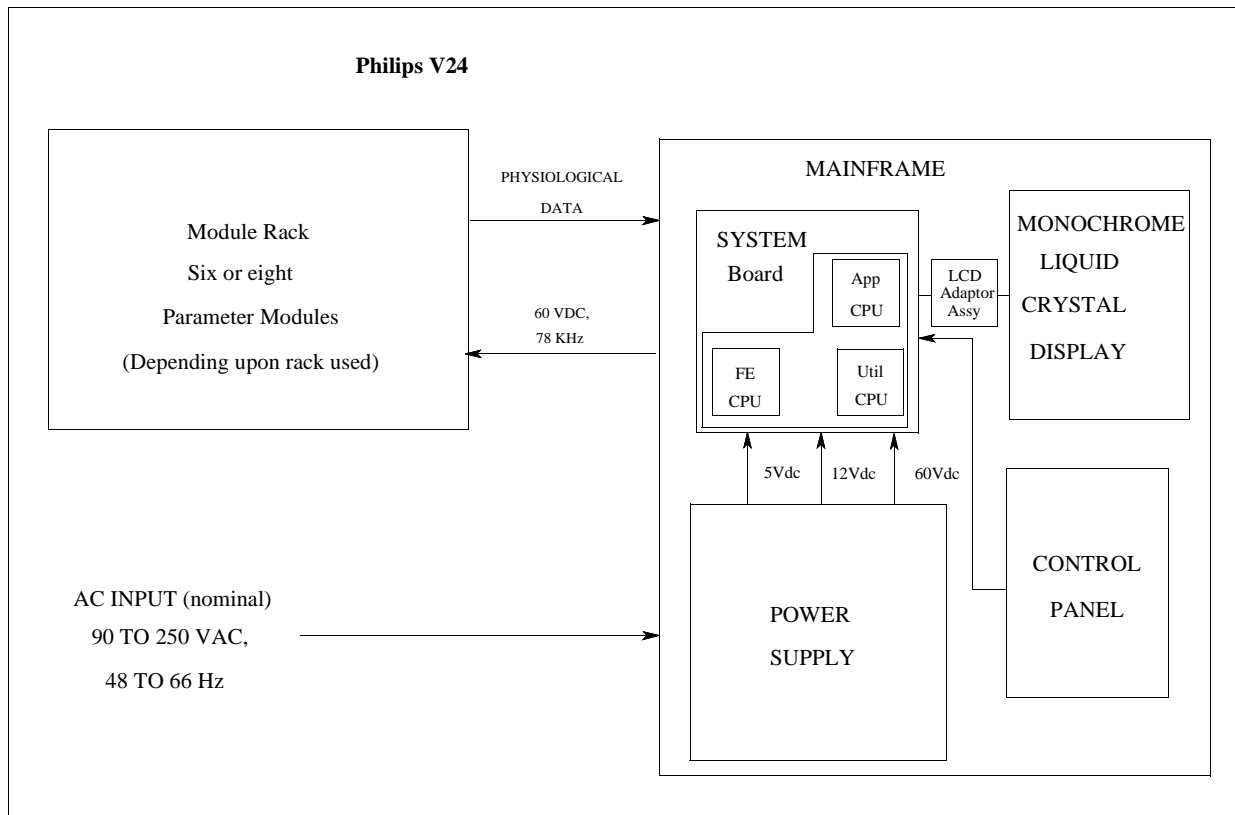 Philips V24
Module Rack
Six or eight
Parameter Modules
(Depending upon rack used)
PHYSIOLOGICAL
DATA
60 VDC,
78 KHz
AC INPUT (nominal)
90 TO 250 VAC,
48 TO 66 Hz
MAINFRAME
SYSTEM
Board
App
CPU
FE
CPU
Util
CPU
LCD
Adaptor
Assy
MONOCHROME
LIQUID
CRYSTAL
DISPLAY
5Vdc
12Vdc
60Vdc
POWER
SUPPLY
CONTROL
PANEL